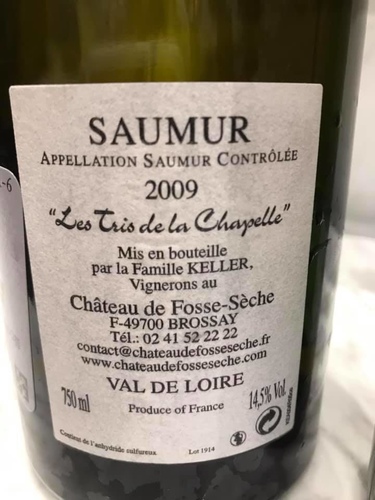 SAUMUR
APPELLATION SAUMUR CONTRÔLÉE
2009
"Les Tris de la Chapelle"
Mis en bouteille
par la Famille KELLER,
Vignerons au
Château de Fosse-Sèche
F-49700 BROSSAY
Tél.: 02 41 52 22 22
contact@chateaudefosseseche.fr
www.chateaudefosseseche.com
VAL DE LOIRE
750 ml
Produce of France
14,5% Vol.
Contient de l'anhydride sulfureux
Lot 1914